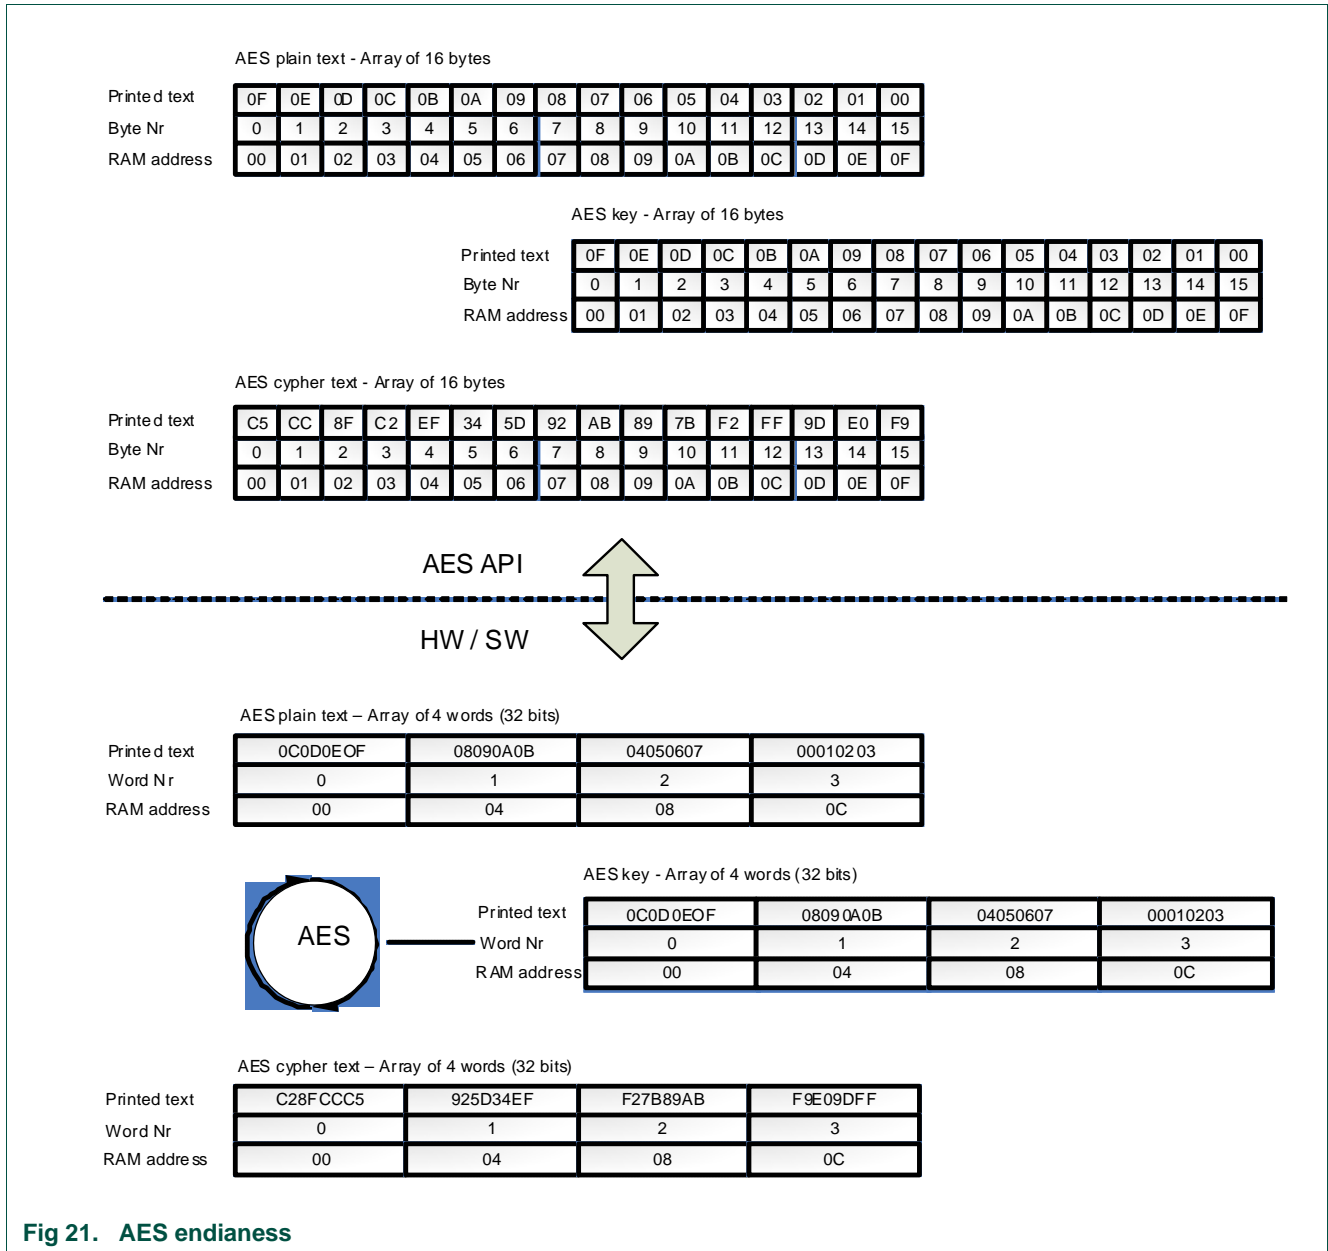 AES plain text - Array of 16 bytes
Printed text 0F 0E 0D 0C 0B 0A 09 08 07 06 05 04 03 02 01 00
Byte Nr 0 1 2 3 4 5 6 7 8 9 10 11 12 13 14 15
RAM address 00 01 02 03 04 05 06 07 08 09 0A 0B 0C 0D 0E 0F
AES key - Array of 16 bytes
Printed text 0F 0E 0D 0C 0B 0A 09 08 07 06 05 04 03 02 01 00
Byte Nr 0 1 2 3 4 5 6 7 8 9 10 11 12 13 14 15
RAM address 00 01 02 03 04 05 06 07 08 09 0A 0B 0C 0D 0E 0F
AES cypher text - Array of 16 bytes
Printed text C5 CC 8F C2 EF 34 5D 92 AB 89 7B F2 FF 9D E0 F9
Byte Nr 0 1 2 3 4 5 6 7 8 9 10 11 12 13 14 15
RAM address 00 01 02 03 04 05 06 07 08 09 0A 0B 0C 0D 0E 0F
AES API
HW / SW
AES plain text – Array of 4 words (32 bits)
Printed text 0C0D0EOF 08090A0B 04050607 00010203
Word Nr 0 1 2 3
RAM address 00 04 08 0C
AES
AES key - Array of 4 words (32 bits)
Printed text 0C0D0EOF 08090A0B 04050607 00010203
Word Nr 0 1 2 3
RAM address 00 04 08 0C
AES cypher text – Array of 4 words (32 bits)
Printed text C28FCCC5 925D34EF F27B89AB F9E09DFF
Word Nr 0 1 2 3
RAM address 00 04 08 0C
Fig 21. AES endianess